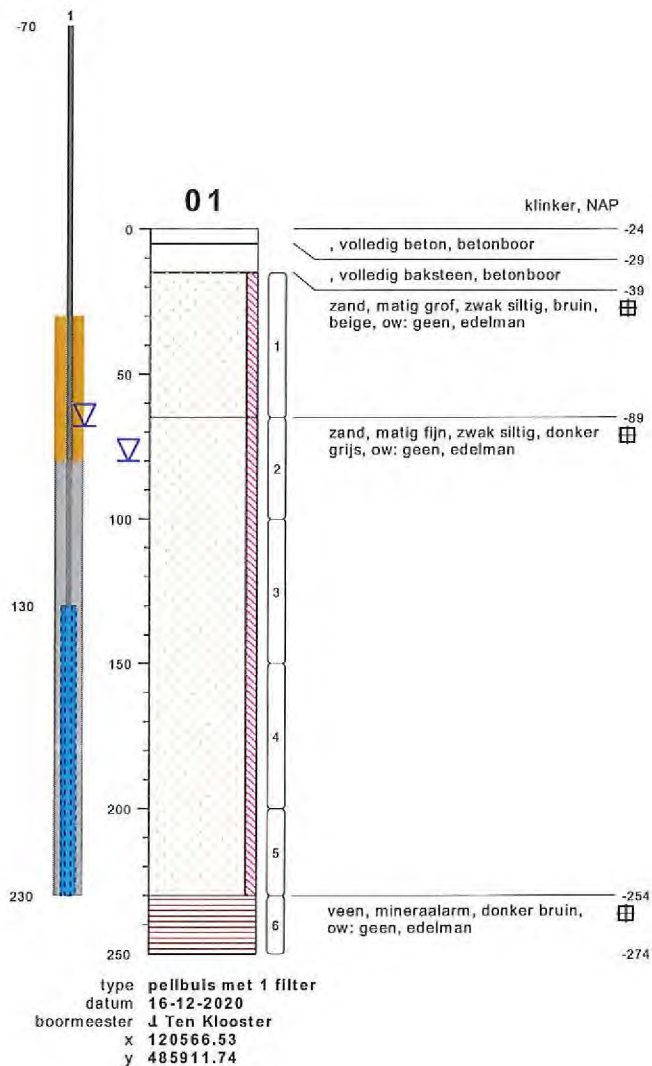 1
-70
01
klinker, NAP
0
-24
, volledig beton, betonboor
-29
, volledig baksteen, betonboor
-39
zand, matig grof, zwak siltig, bruin,
beige, ow: geen, edelman
1
50
-89
zand, matig fijn, zwak siltig, donker
grijs, ow: geen, edelman
2
100
3
130
150
4
200
5
230
-254
veen, mineraalarm, donker bruin,
ow: geen, edelman
6
250
-274
type peilbuis met 1 filter
datum 16-12-2020
boormeester J Ten Klooster
x 120566.53
y 485911.74